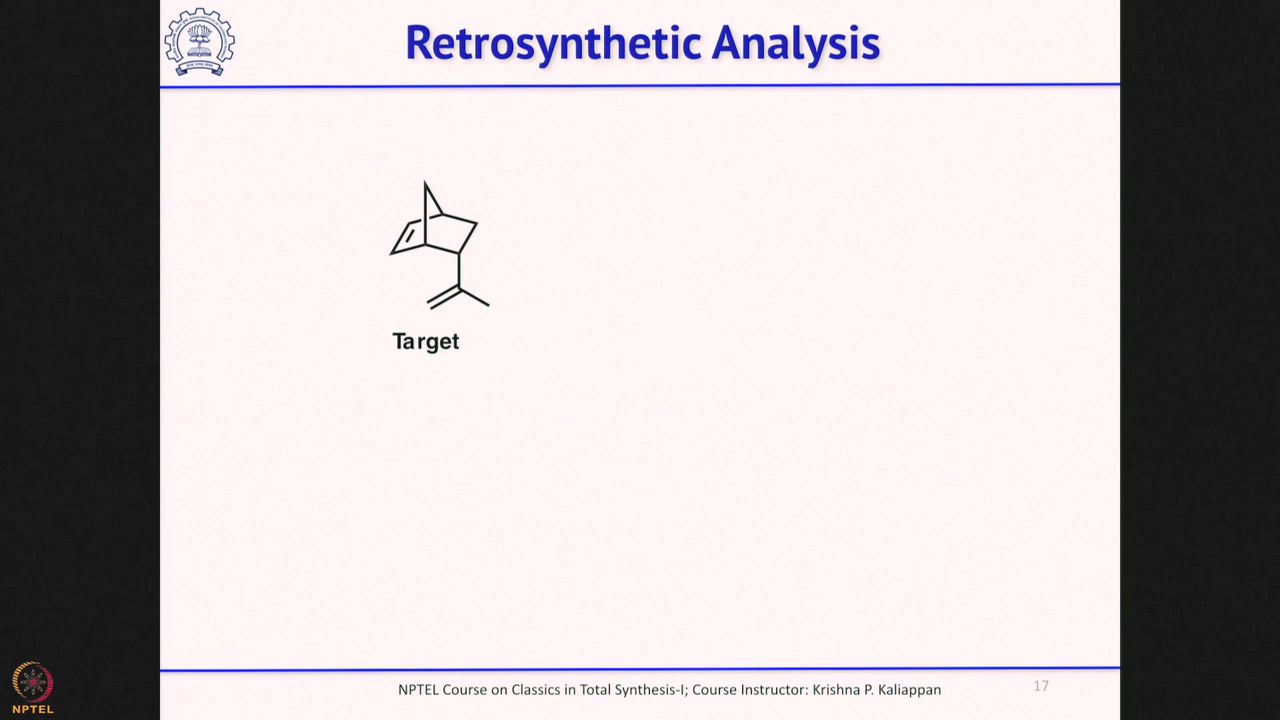 Retrosynthetic Analysis
Target
NPTEL Course on Classics in Total Synthesis-I; Course Instructor: Krishna P. Kaliappan
17
NPTEL